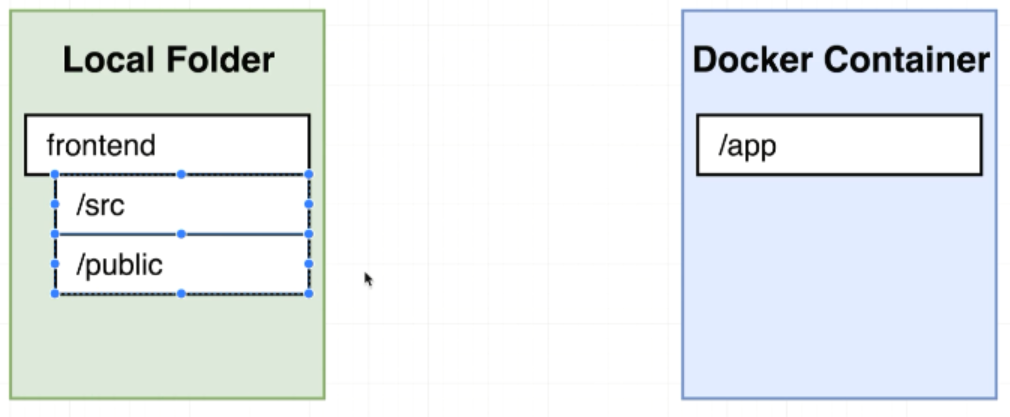 Local Folder
frontend
/src
/public
Docker Container
/app